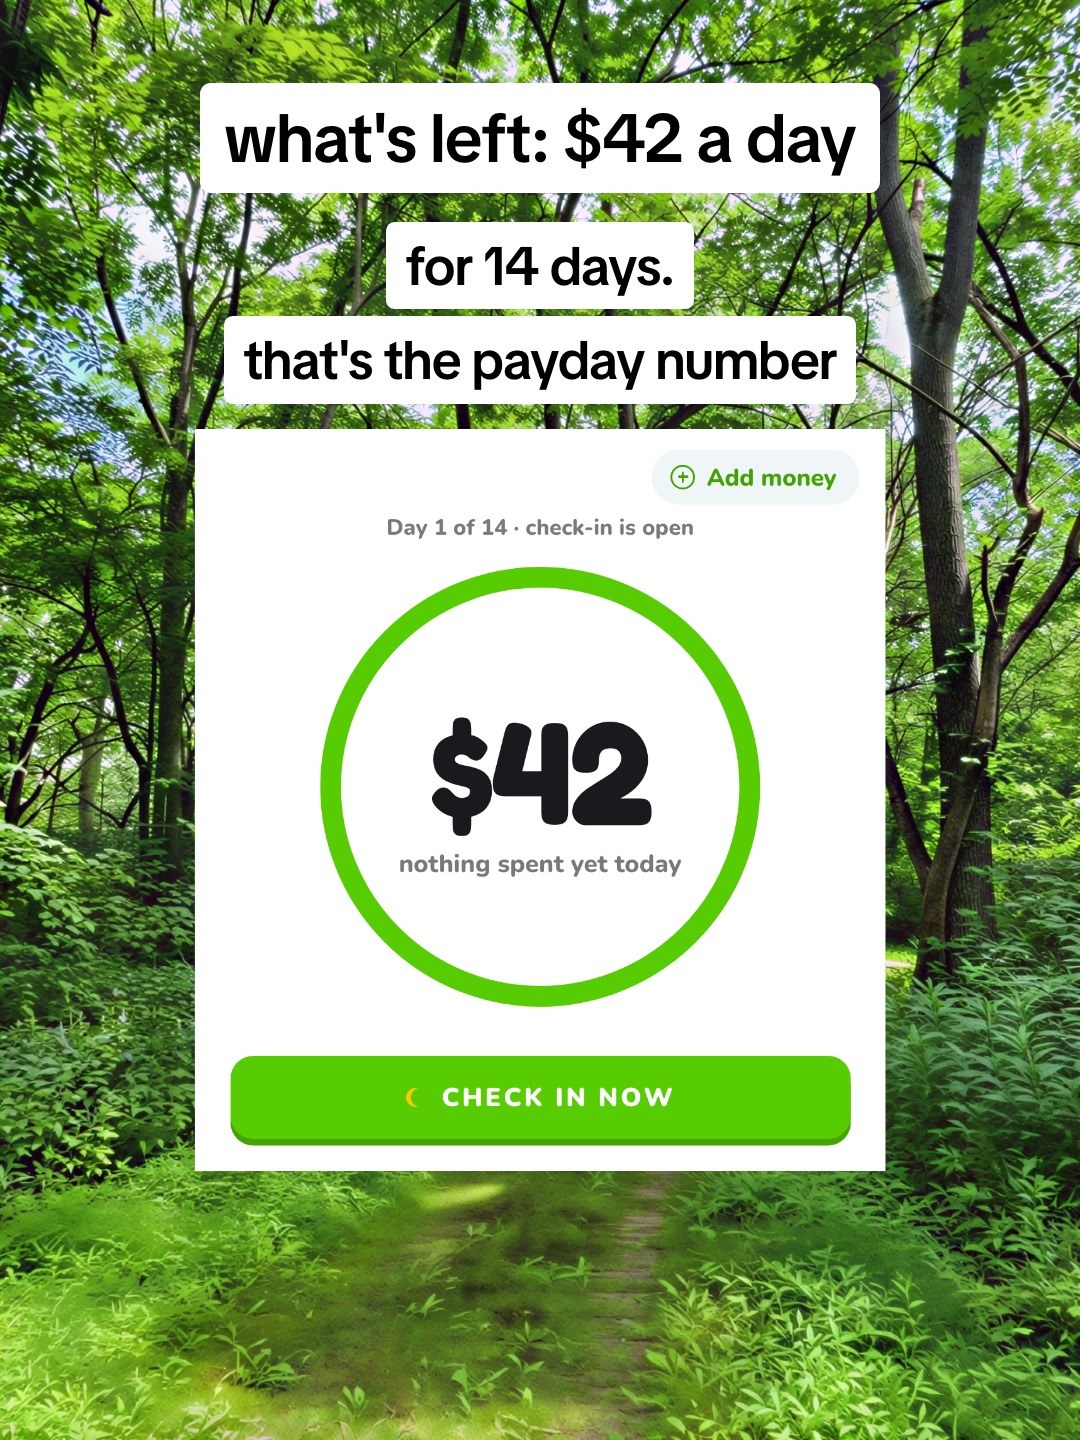 what's left: $42 a day
for 14 days.
that's the payday number
Add money
Day 1 of 14 · check-in is open
$42
nothing spent yet today
CHECK IN NOW